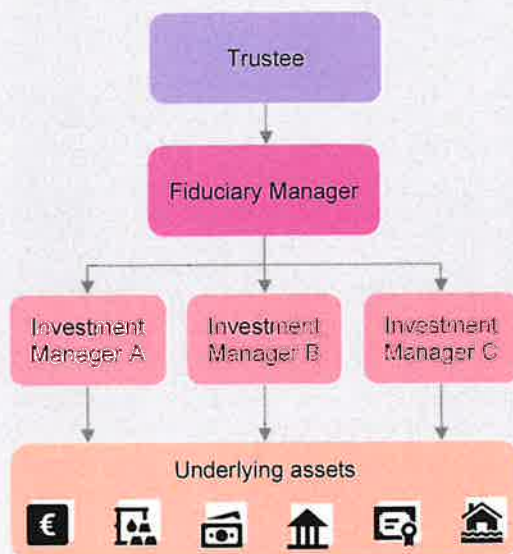 Trustee
Fiduciary Manager
Investment
Manager A
Investment
Manager B
Investment
Manager C
Underlying assets
€